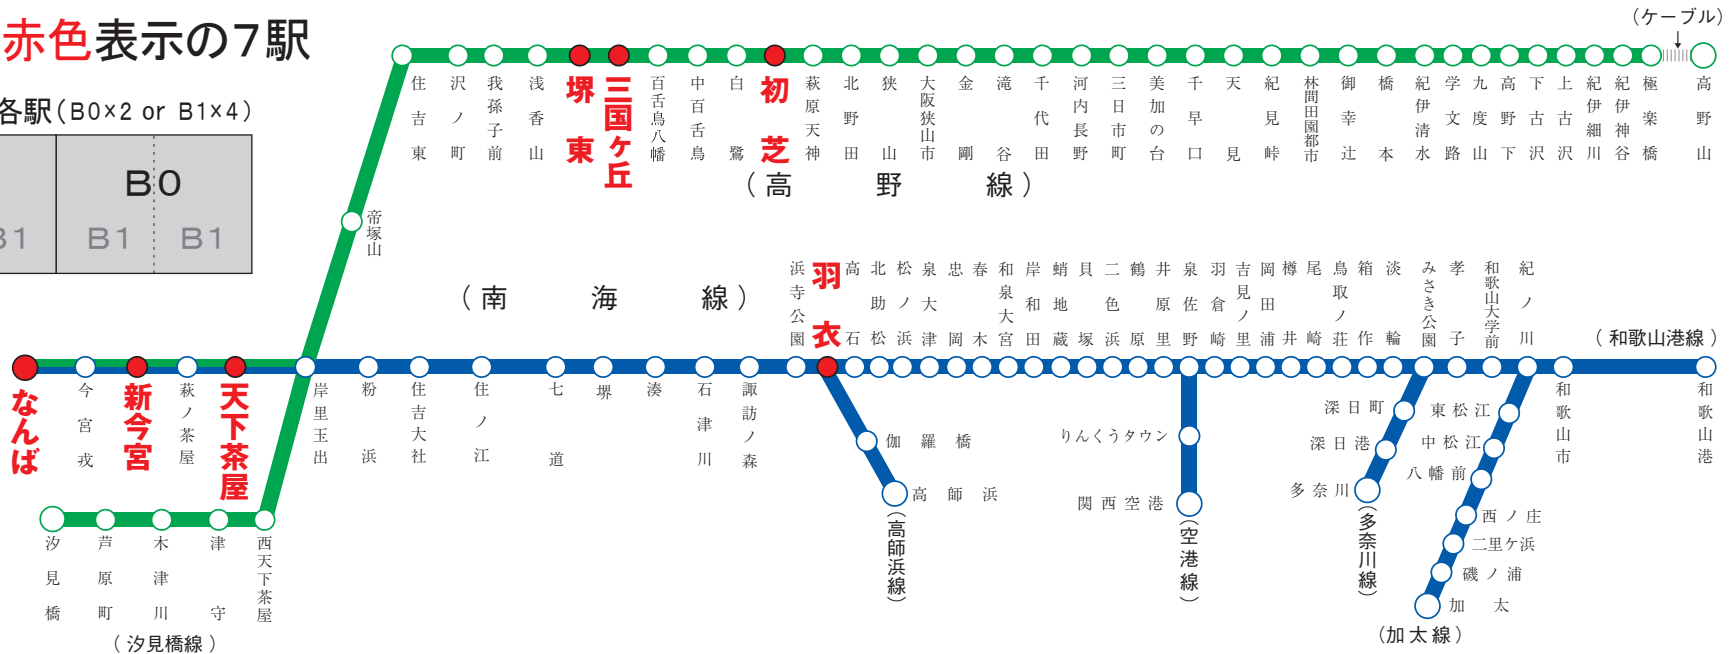 赤色表示の7駅
各駅(B0×2 or B1×4)
B0
B1
B1
B1
(ケーブル)
住吉東
沢ノ町
我孫子前
浅香山
堺東
三国ヶ丘
百舌鳥八幡
中百舌鳥
白鷺
初芝
萩原天神
北野田
狭山
大阪狭山市
金剛
滝谷
千代田
河内長野
三日市町
美加の台
千早口
天見
紀見峠
林間田園都市
御幸辻
橋本
紀伊清水
学文路
九度山
高野下
下古沢
上古沢
紀伊細川
紀伊神谷
極楽橋
高野山
(高野線)
帝塚山
(南海線)
浜寺公園
羽衣
高石
北助松
松ノ浜
泉大津
忠岡
春木
和泉大宮
岸和田
蛸地蔵
貝塚
二色浜
鶴原
井原里
泉佐野
羽倉崎
吉見ノ里
岡田浦
樽井
尾崎
鳥取ノ荘
箱作
淡輪
みさき公園
孝子
和歌山大学前
紀ノ川
(和歌山港線)
なんば
今宮戎
新今宮
萩ノ茶屋
天下茶屋
岸里玉出
粉浜
住吉大社
住ノ江
七道
堺
湊
石津川
諏訪ノ森
和歌山市
和歌山港
伽羅橋
高師浜
(高師浜線)
りんくうタウン
関西空港
(空港線)
深日町
深日港
多奈川
(多奈川線)
東松江
中松江
八幡前
西ノ庄
二里ケ浜
磯ノ浦
加太
(加太線)
汐見橋
芦原町
木津川
津守
西天下茶屋
(汐見橋線)